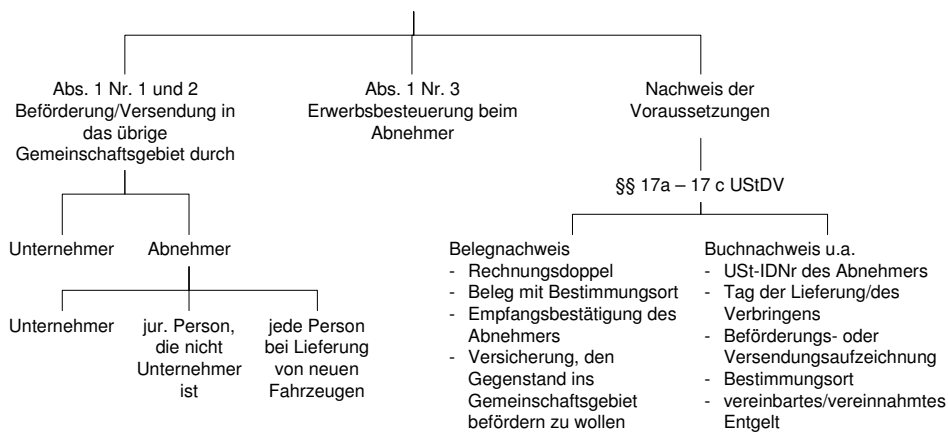 Abs. 1 Nr. 1 und 2
Beförderung/Versendung in
das übrige
Gemeinschaftsgebiet durch
Abs. 1 Nr. 3
Erwerbsbesteuerung beim
Abnehmer
Nachweis der
Voraussetzungen
§§ 17a – 17 c UStDV
Unternehmer
Abnehmer
Unternehmer
jur. Person,
die nicht
Unternehmer
ist
jede Person
bei Lieferung
von neuen
Fahrzeugen
Belegnachweis
- Rechnungsdoppel
- Beleg mit Bestimmungsort
- Empfangsbestätigung des
Abnehmers
- Versicherung, den
Gegenstand ins
Gemeinschaftsgebiet
befördern zu wollen
Buchnachweis u.a.
- USt-IDNr des Abnehmers
- Tag der Lieferung/des
Verbringens
- Beförderungs- oder
Versendungsaufzeichnung
- Bestimmungsort
- vereinbartes/vereinnahmtes
Entgelt